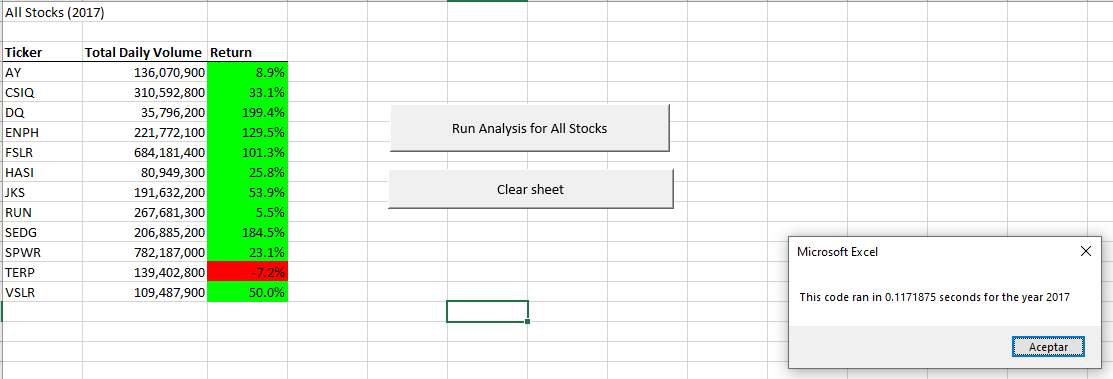 All Stocks (2017)
Ticker Total Daily Volume Return
AY 136,070,900 8.9%
CSIQ 310,592,800 33.1%
DQ 35,796,200 199.4%
ENPH 221,772,100 129.5%
FSLR 684,181,400 101.3%
HASI 80,949,300 25.8%
JKS 191,632,200 53.9%
RUN 267,681,300 5.5%
SEDG 206,885,200 184.5%
SPWR 782,187,000 23.1%
TERP 139,402,800 -7.2%
VSLR 109,487,900 50.0%
Run Analysis for All Stocks
Clear sheet
Microsoft Excel
This code ran in 0.1171875 seconds for the year 2017
Aceptar